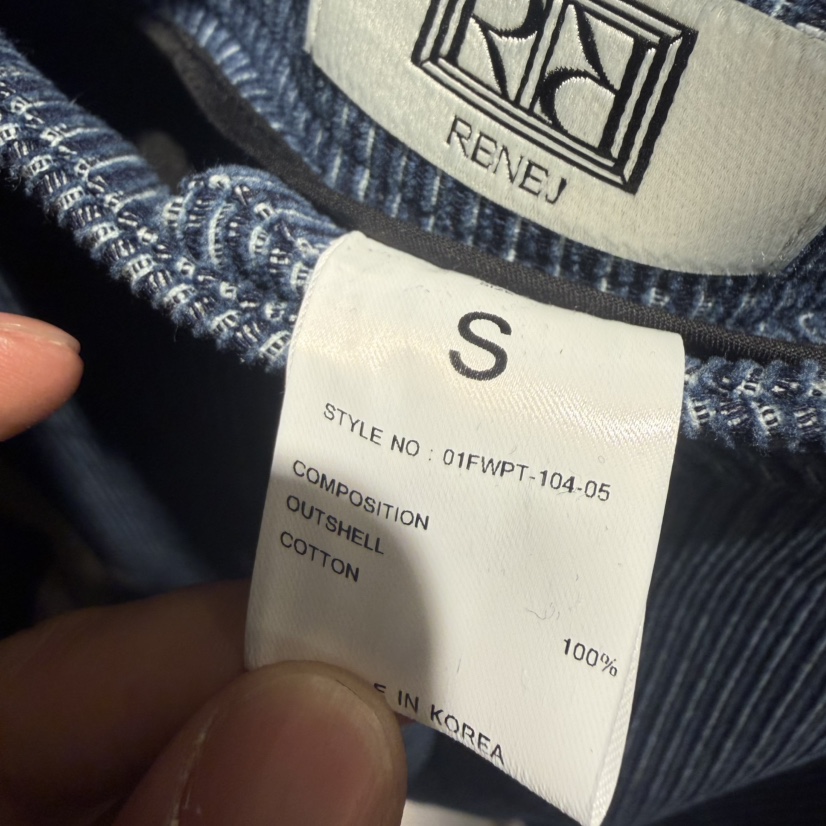 RENEJ
S
STYLE NO : 01FWPT-104-05
COMPOSITION
OUTSHELL
COTTON
100%
E IN KOREA